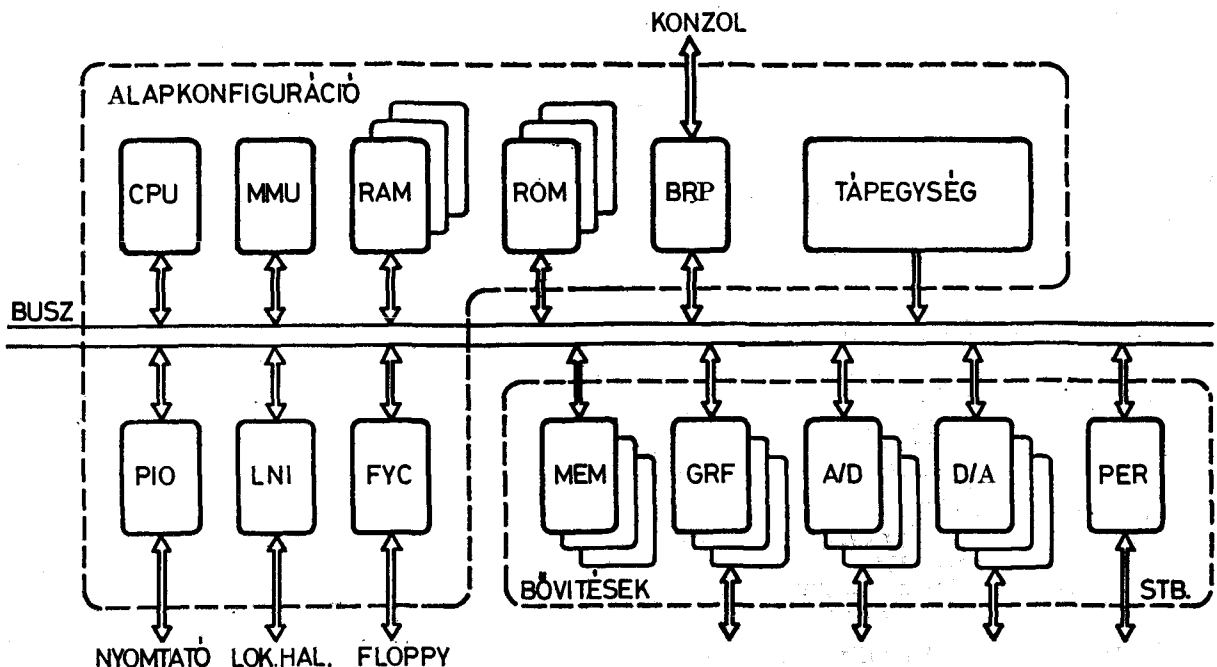 KONZOL
ALAPKONFIGURÁCIÓ
CPU
MMU
RAM
ROM
BRP
TÁPEGYSÉG
BUSZ
PIO
LNI
FYC
MEM
GRF
A/D
D/A
PER
BŐVITÉSEK
STB.
NYOMTATÓ
LOK.HAL.
FLOPPY